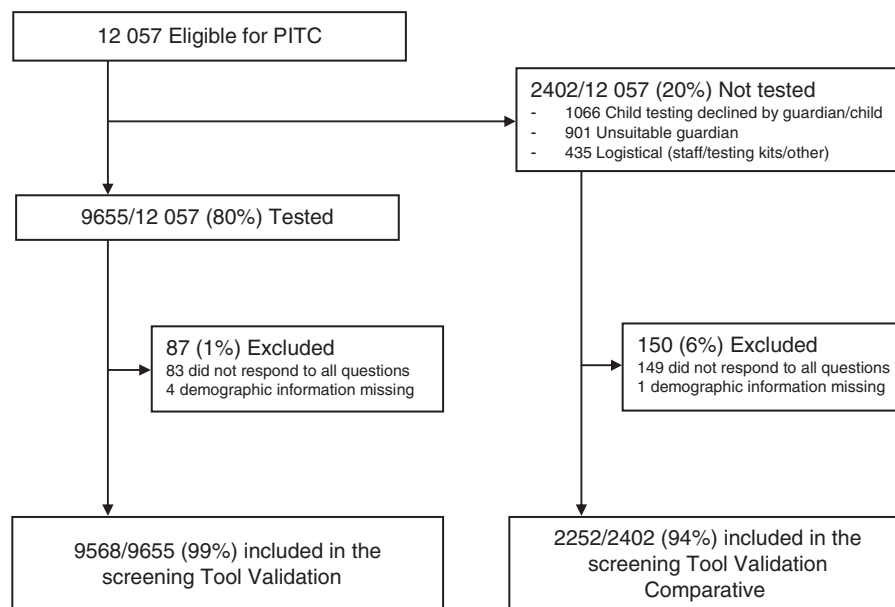 12 057 Eligible for PITC
2402/12 057 (20%) Not tested
- 1066 Child testing declined by guardian/child
- 901 Unsuitable guardian
- 435 Logistical (staff/testing kits/other)
9655/12 057 (80%) Tested
87 (1%) Excluded
83 did not respond to all questions
4 demographic information missing
150 (6%) Excluded
149 did not respond to all questions
1 demographic information missing
9568/9655 (99%) included in the
screening Tool Validation
2252/2402 (94%) included in the
screening Tool Validation
Comparative